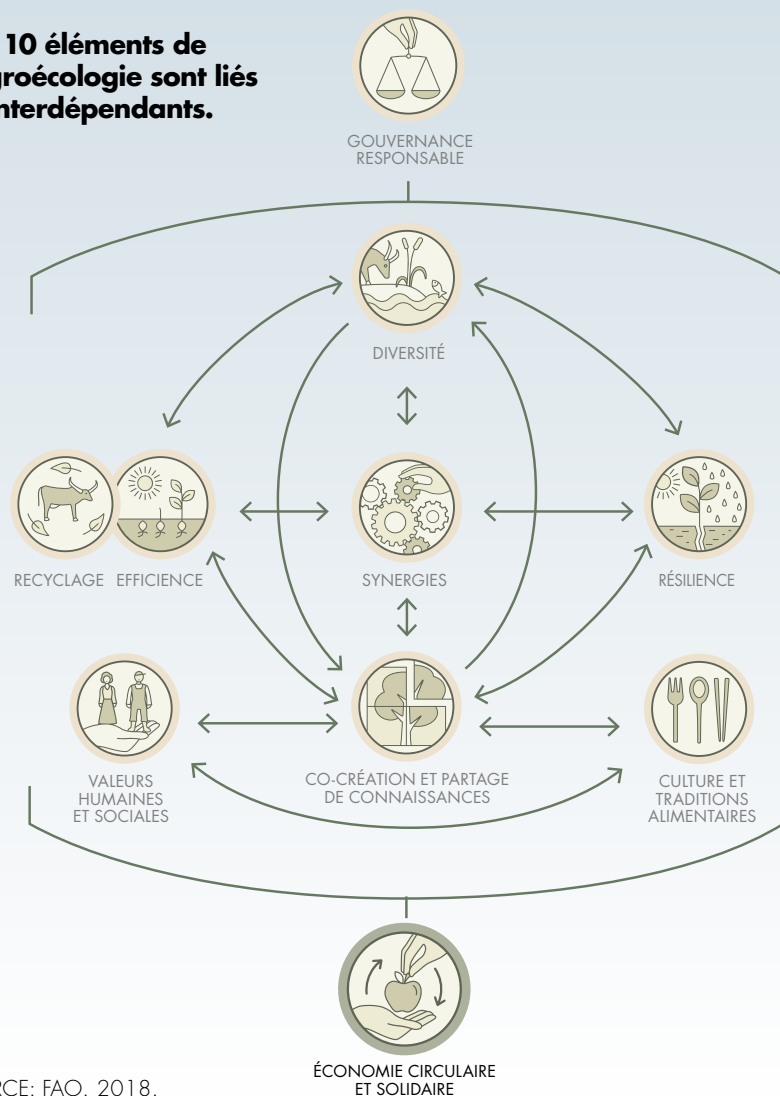 10 éléments de
groécologie sont liés
nterdépendants.
GOUVERNANCE
RESPONSABLE
DIVERSITÉ
RECYCLAGE EFFICIENCE
SYNERGIES
RÉSILIENCE
VALEURS
HUMAINES
ET SOCIALES
CO-CRÉATION ET PARTAGE
DE CONNAISSANCES
CULTURE ET
TRADITIONS
ALIMENTAIRES
ÉCONOMIE CIRCULAIRE
ET SOLIDAIRE
RCE: FAO. 2018.